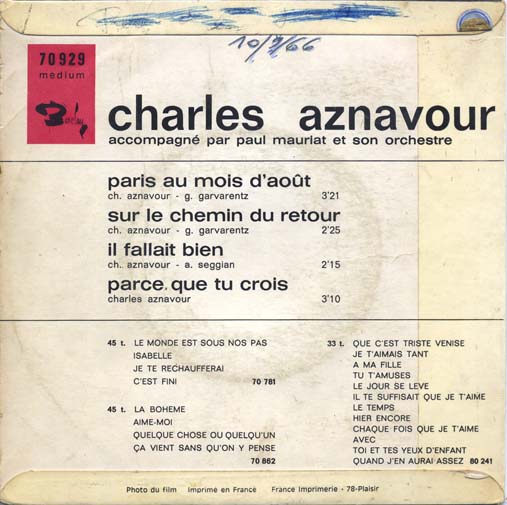 10/9/66
70929
medium
Barclay
charles aznavour
accompagné par paul mauriat et son orchestre
paris au mois d'août
ch. aznavour - g. garvarentz 3'21
sur le chemin du retour
ch. aznavour - g. garvarentz 2'25
il fallait bien
ch. aznavour - a. seggian 2'15
parce que tu crois
charles aznavour 3'10
45 t. LE MONDE EST SOUS NOS PAS
ISABELLE
JE TE RECHAUFFERAI
C'EST FINI 70 781
45 t. LA BOHEME
AIME-MOI
QUELQUE CHOSE OU QUELQU'UN
ÇA VIENT SANS QU'ON Y PENSE
70 862
33 t. QUE C'EST TRISTE VENISE
JE T'AIMAIS TANT
A MA FILLE
TU T'AMUSES
LE JOUR SE LEVE
IL TE SUFFISAIT QUE JE T'AIME
LE TEMPS
HIER ENCORE
CHAQUE FOIS QUE JE T'AIME
AVEC
TOI ET TES YEUX D'ENFANT
QUAND J'EN AURAI ASSEZ 80 241
Photo du film Imprimé en France France Imprimerie - 78-Plaisir